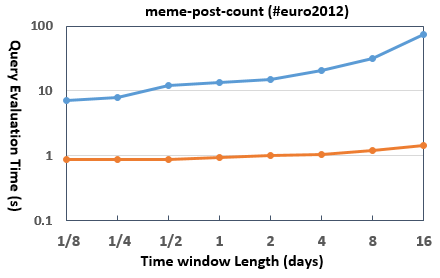 meme-post-count (#euro2012)
Query Evaluation Time (s)
100
10
1
0.1
1/8 1/4 1/2 1 2 4 8 16
Time window Length (days)